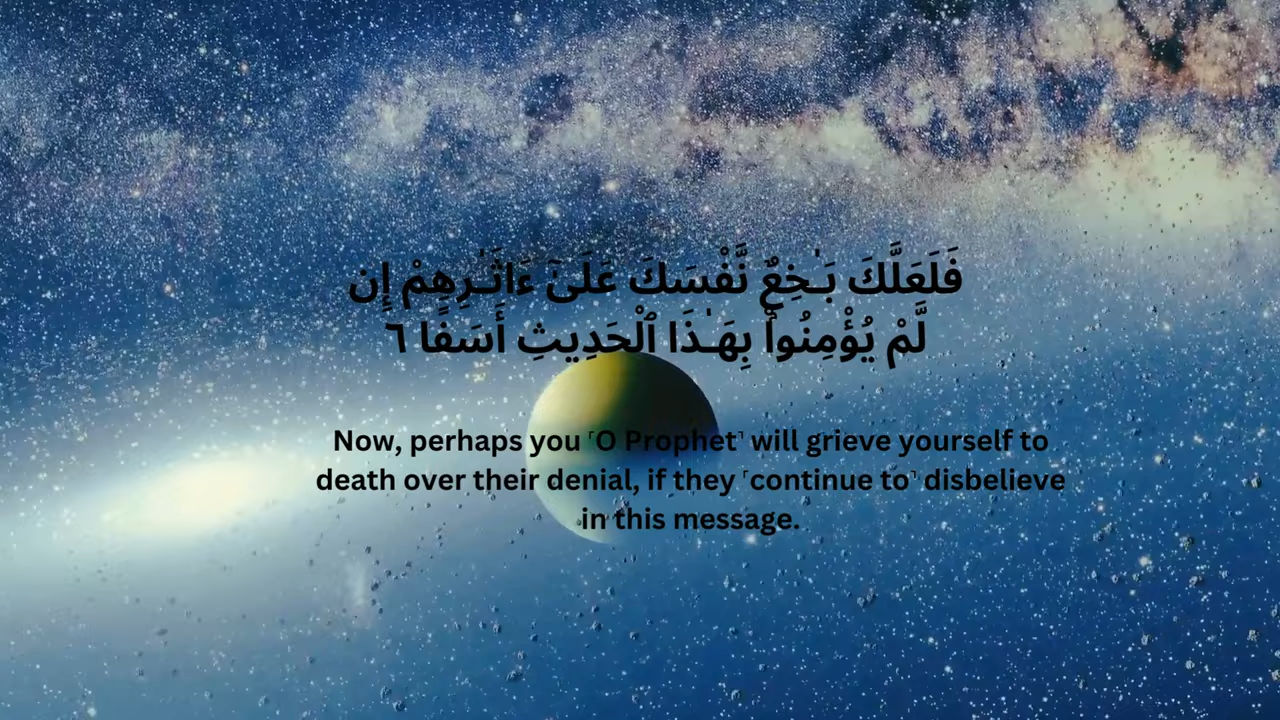 فَلَعَلَّكَ بَـٰخِعٌ نَّفْسَكَ عَلَىٰٓ ءَاثَـٰرِهِمْ إِن
لَّمْ يُؤْمِنُوا۟ بِهَـٰذَا ٱلْحَدِيثِ أَسَفًا ٦
Now, perhaps you ˹O Prophet˺ will grieve yourself to
death over their denial, if they ˹continue to˺ disbelieve
in this message.